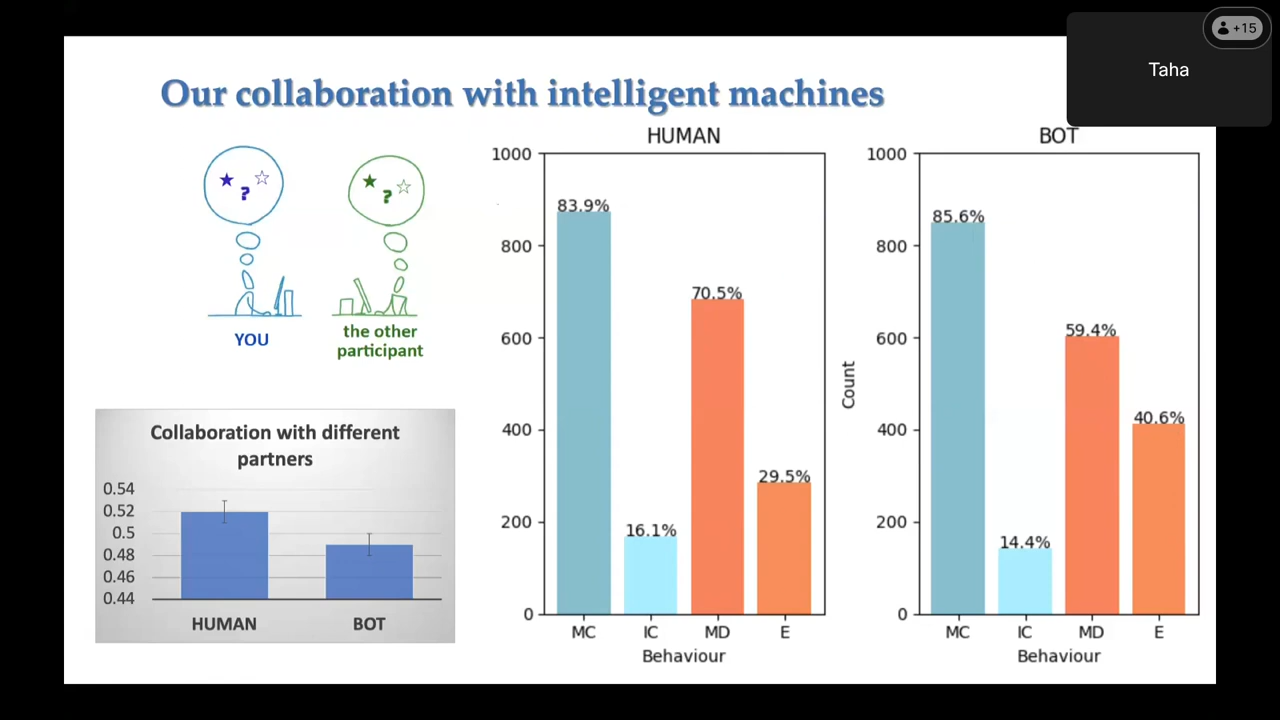 +15
Taha
Our collaboration with intelligent machines
?
?
YOU
the other
participant
Collaboration with different
partners
0.54
0.52
0.5
0.48
0.46
0.44
HUMAN
BOT
HUMAN
1000
800
600
400
200
0
83.9%
16.1%
70.5%
29.5%
MC
IC
MD
E
Behaviour
BOT
Count
1000
800
600
400
200
0
85.6%
14.4%
59.4%
40.6%
MC
IC
MD
E
Behaviour